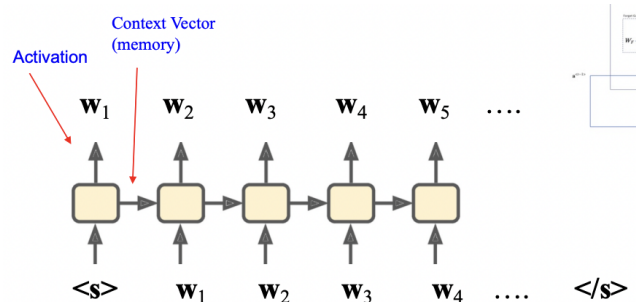 Context Vector
(memory)
Activation
w₁ w₂ w₃ w₄ w₅ ....
<s> w₁ w₂ w₃ w₄ .... </s>